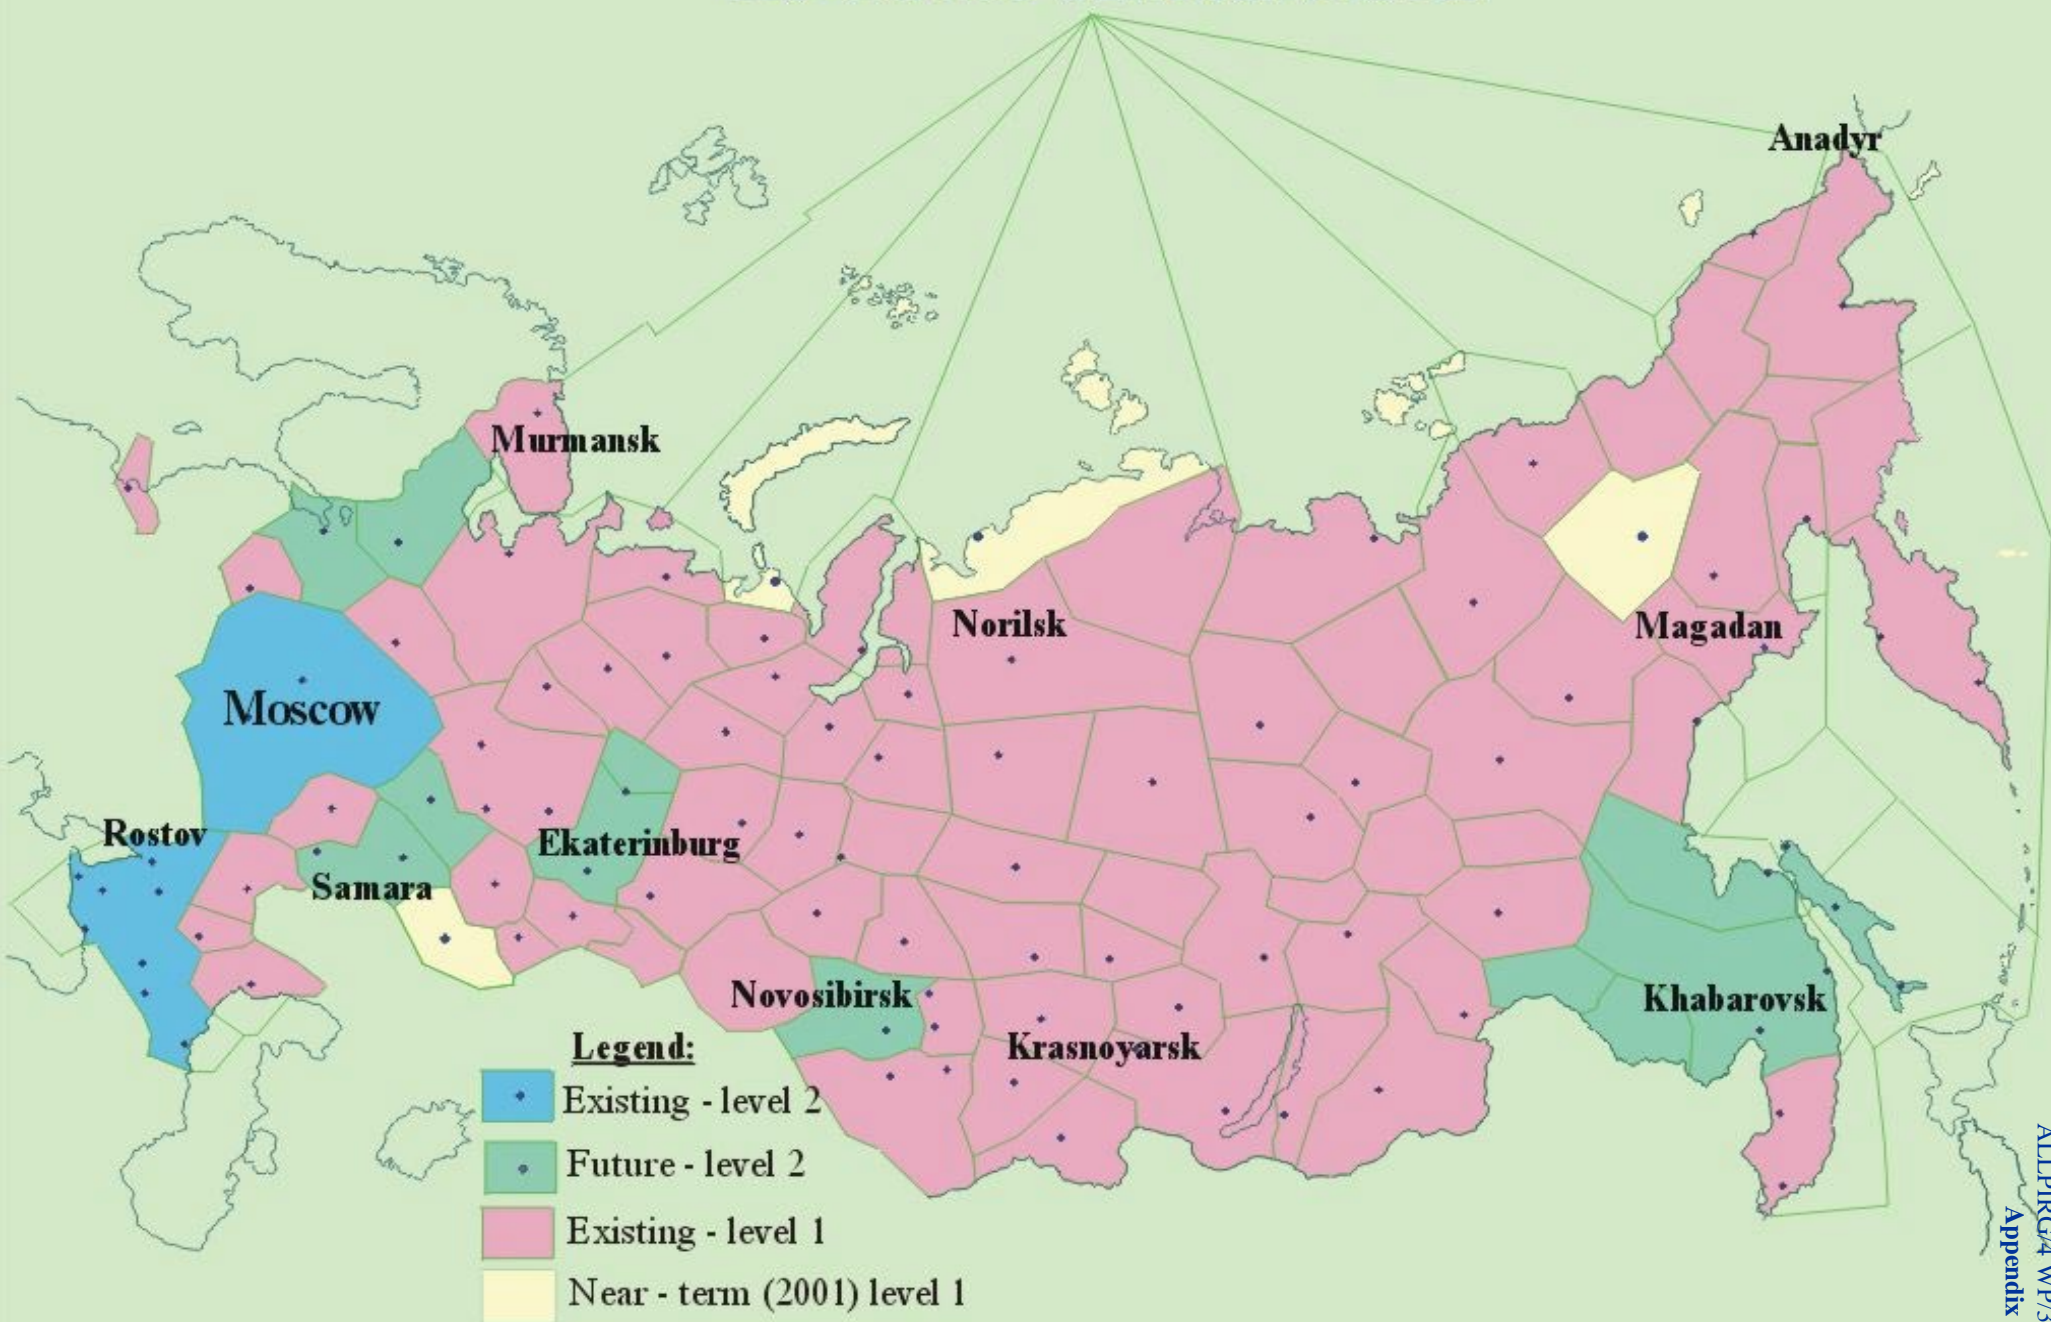 Anadyr
Murmansk
Norilsk
Magadan
Moscow
Rostov
Ekaterinburg
Samara
Novosibirsk
Khabarovsk
Krasnoyarsk
Legend:
Existing - level 2
Future - level 2
Existing - level 1
Near - term (2001) level 1
Appendix